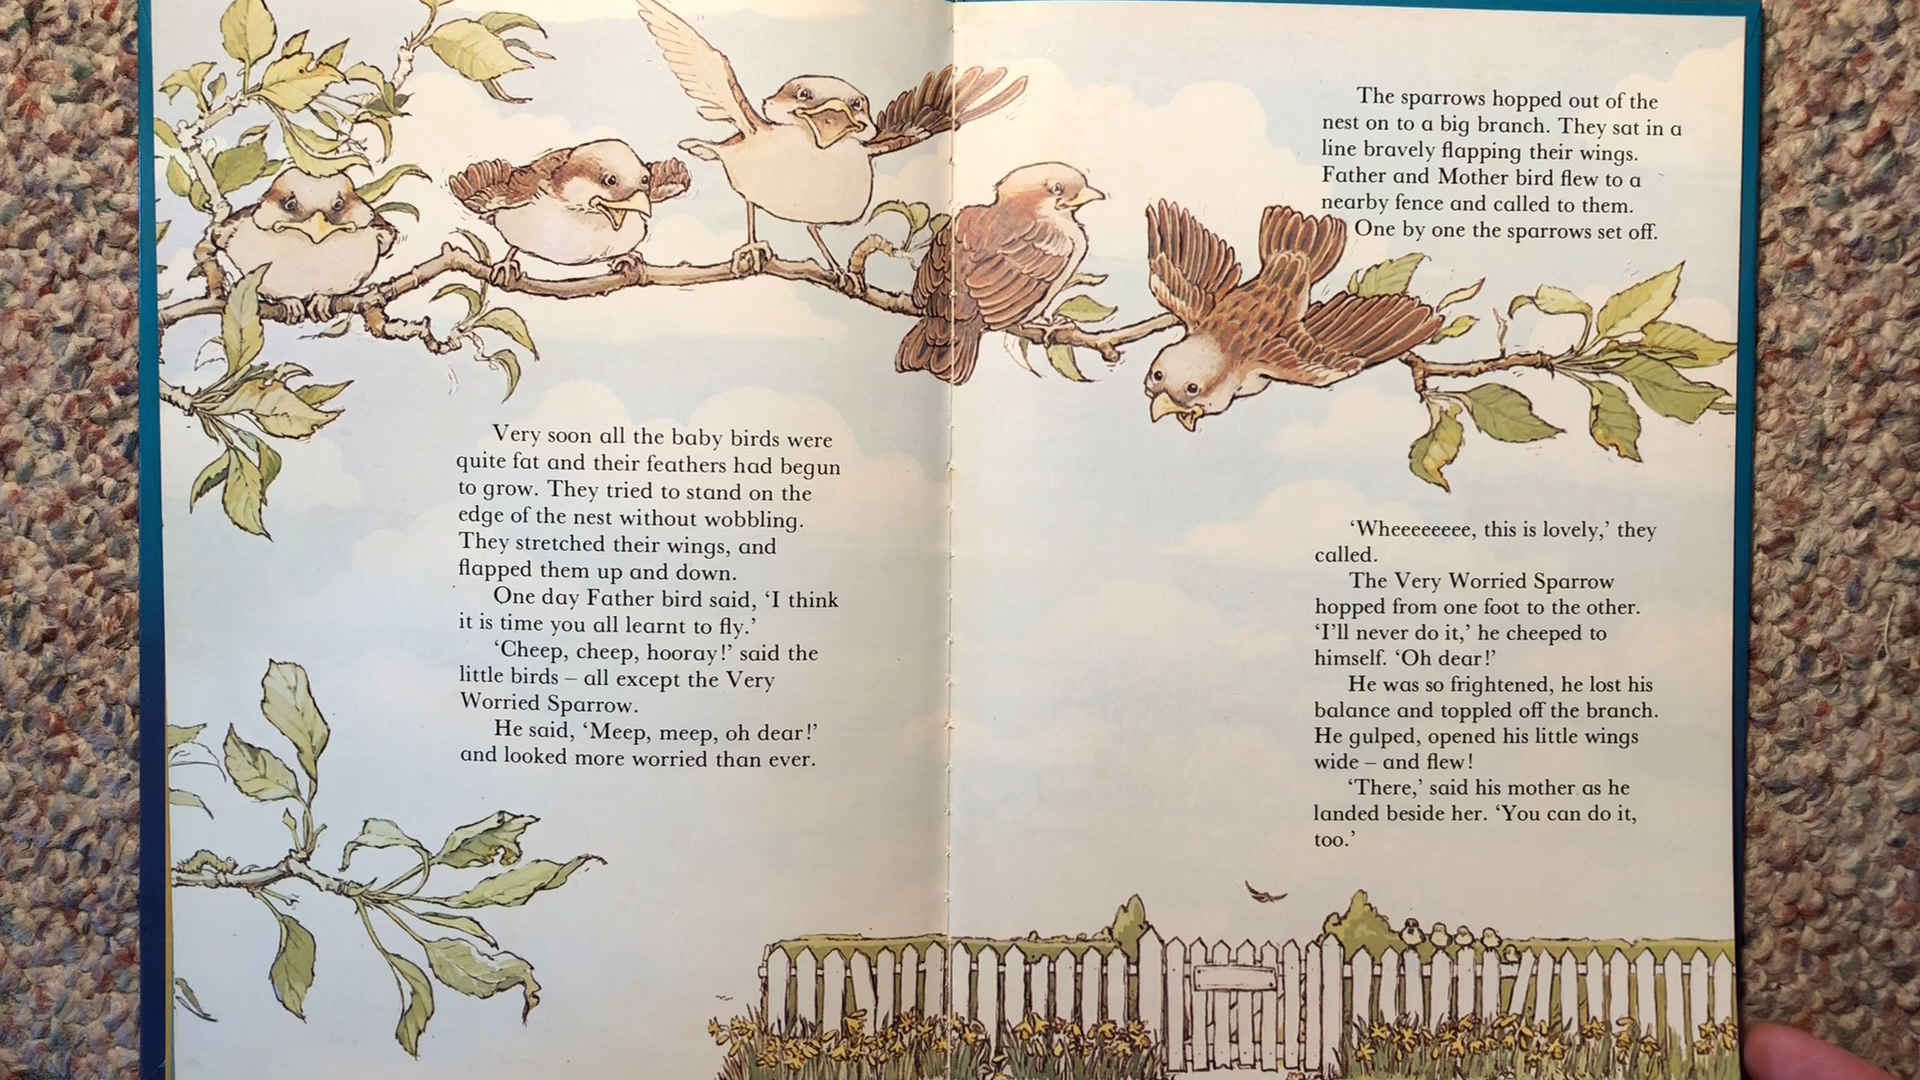 Very soon all the baby birds were
quite fat and their feathers had begun
to grow. They tried to stand on the
edge of the nest without wobbling.
They stretched their wings, and
flapped them up and down.
One day Father bird said, ‘I think
it is time you all learnt to fly.’
‘Cheep, cheep, hooray!’ said the
little birds – all except the Very
Worried Sparrow.
He said, ‘Meep, meep, oh dear!’
and looked more worried than ever.
The sparrows hopped out of the
nest on to a big branch. They sat in a
line bravely flapping their wings.
Father and Mother bird flew to a
nearby fence and called to them.
One by one the sparrows set off.
‘Wheeeeeeee, this is lovely,’ they
called.
The Very Worried Sparrow
hopped from one foot to the other.
‘I’ll never do it,’ he cheeped to
himself. ‘Oh dear!’
He was so frightened, he lost his
balance and toppled off the branch.
He gulped, opened his little wings
wide – and flew!
‘There,’ said his mother as he
landed beside her. ‘You can do it,
too.’